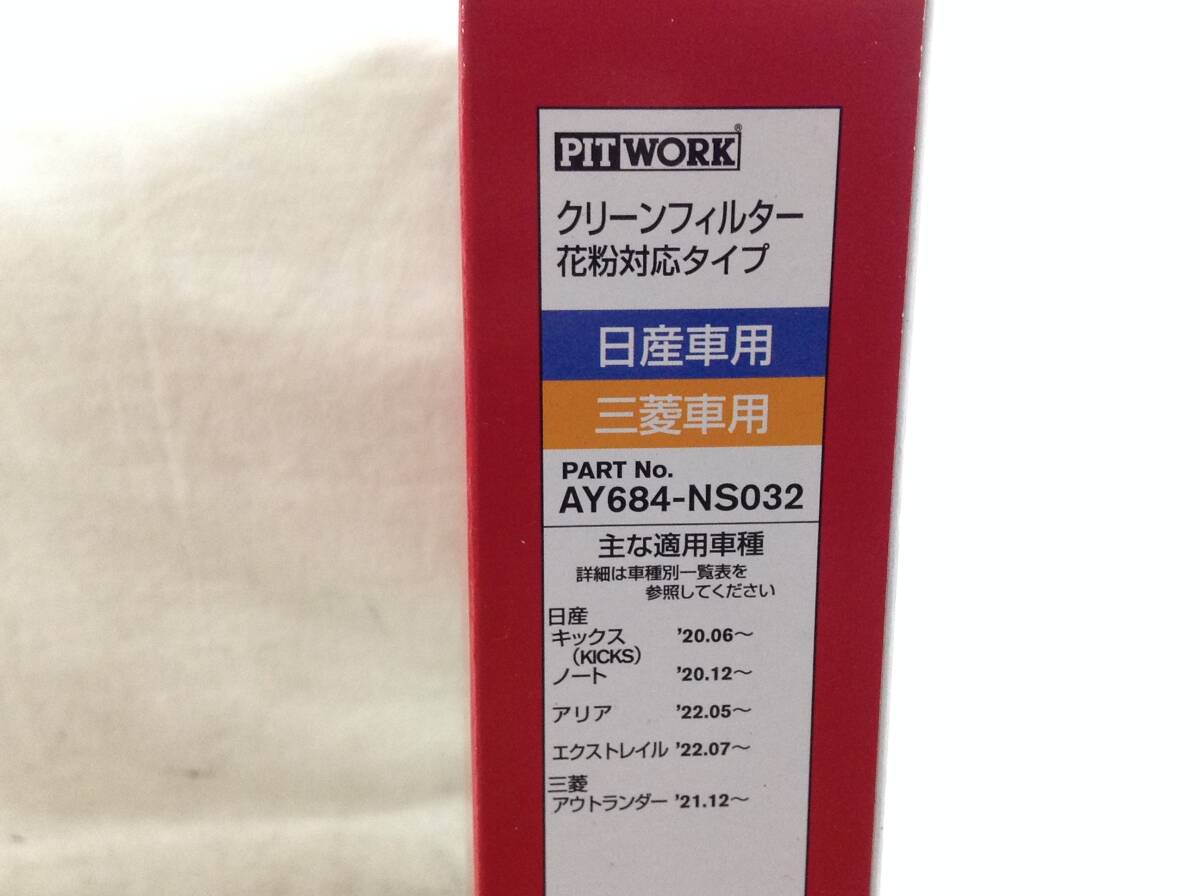 PITWORK®
クリーンフィルター
花粉対応タイプ
日産車用
三菱車用
PART No.
AY684-NS032
主な適用車種
詳細は車種別一覧表を
参照してください
日産
キックス '20.06〜
(KICKS)
ノート '20.12〜
アリア '22.05〜
エクストレイル '22.07〜
三菱
アウトランダー '21.12〜